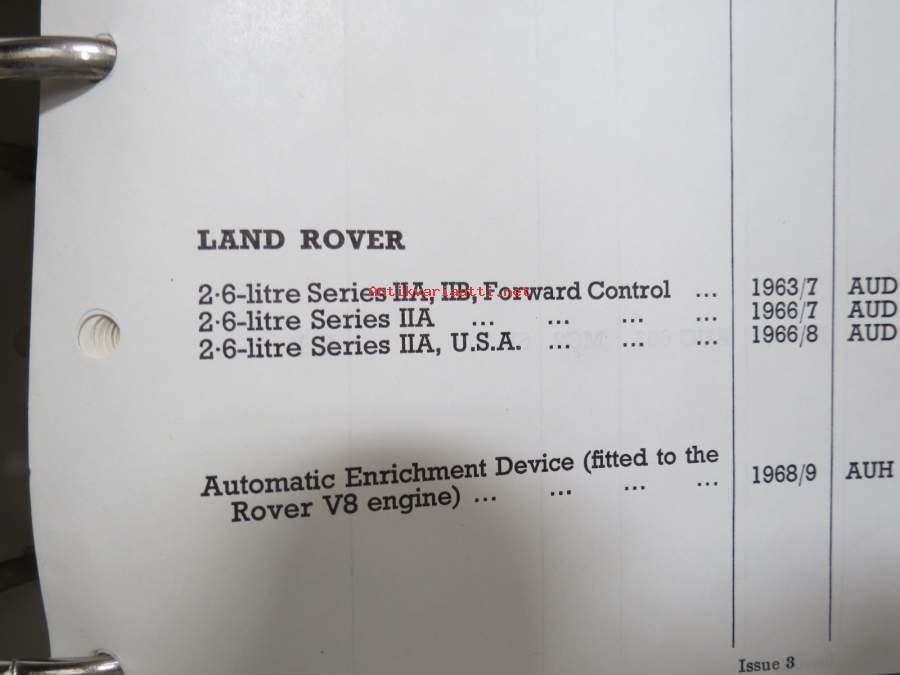 LAND ROVER
2·6-litre Series IIA, IIB, Forward Control ... 1963/7 AUD
2·6-litre Series IIA ... ... ... ... 1966/7 AUD
2·6-litre Series IIA, U.S.A. ... ... ... 1966/8 AUD
Antikvariaatti.net
Automatic Enrichment Device (fitted to the
Rover V8 engine) ... ... ... ... 1968/9 AUH
Issue 3